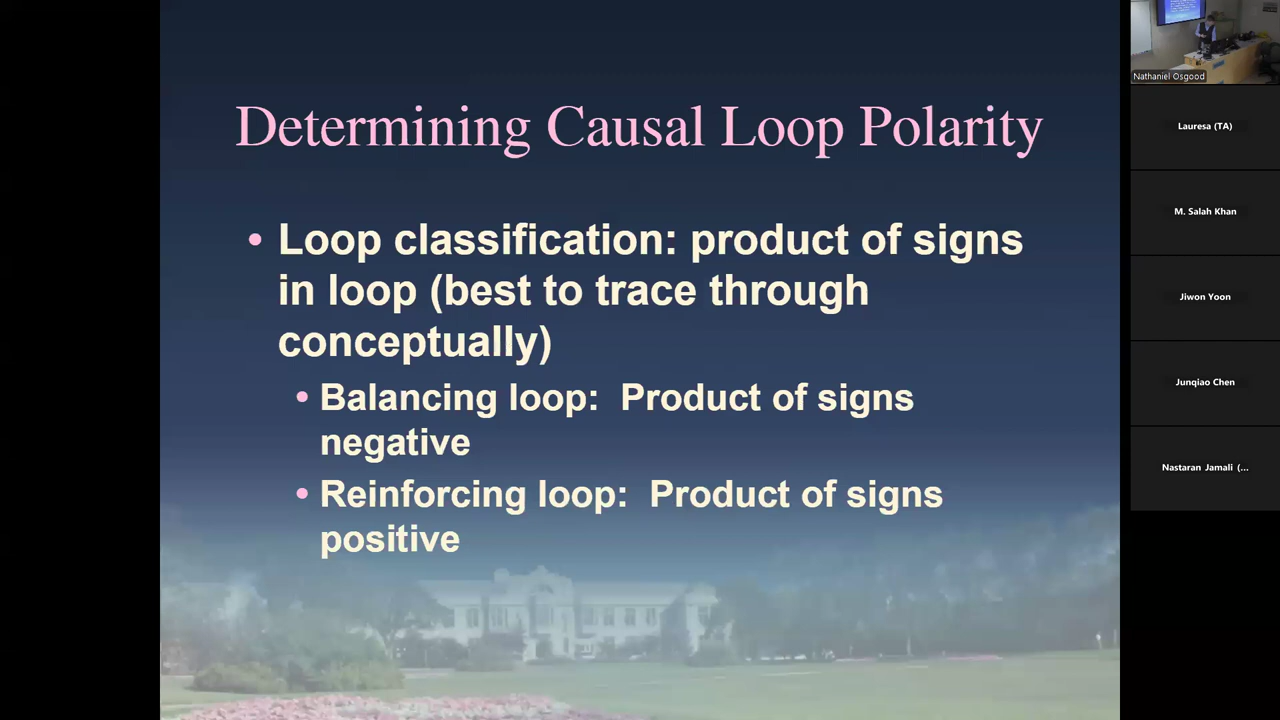 Determining Causal Loop Polarity
• Loop classification: product of signs
in loop (best to trace through
conceptually)
• Balancing loop:  Product of signs
negative
• Reinforcing loop:  Product of signs
positive
Nathaniel Osgood
Lauresa (TA)
M. Salah Khan
Jiwon Yoon
Junqiao Chen
Nastaran Jamali (...